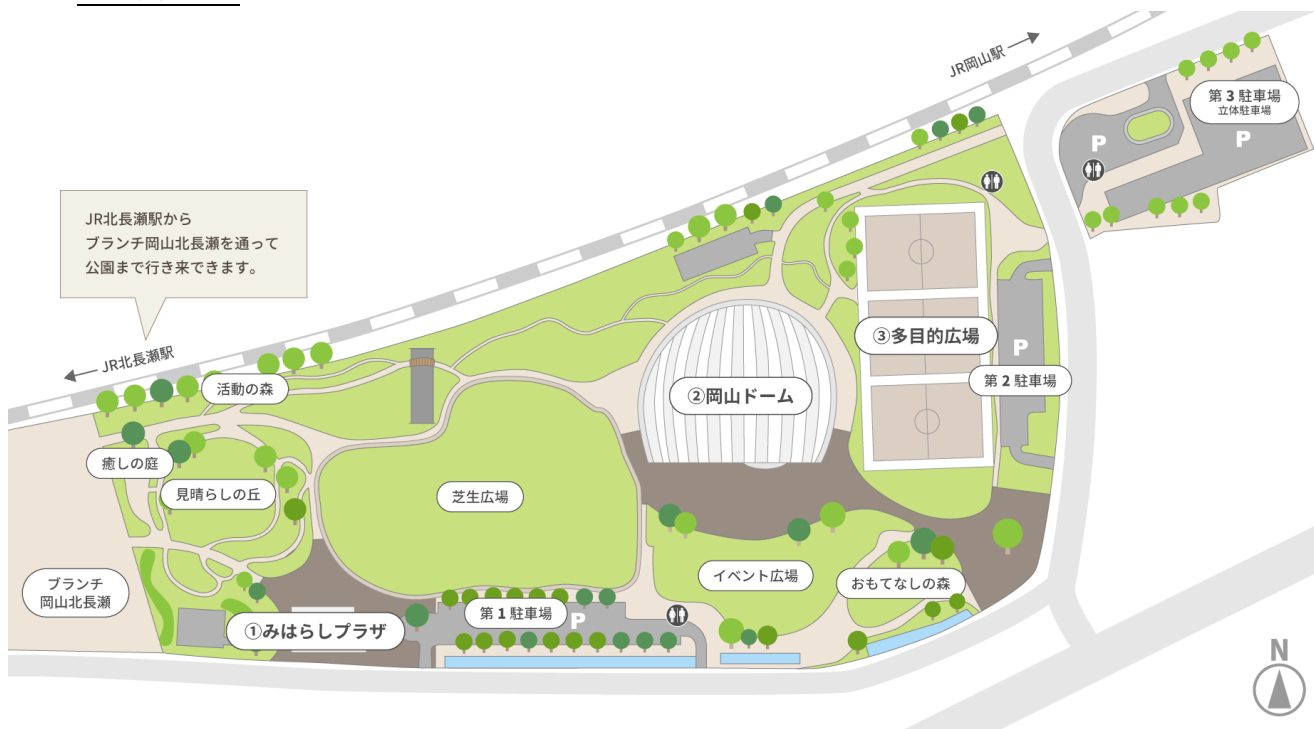 JR岡山駅
第3駐車場
立体駐車場
P
P
JR北長瀬駅から
ブランチ岡山北長瀬を通って
公園まで行き来できます。
JR北長瀬駅
活動の森
③多目的広場
P
第2駐車場
②岡山ドーム
癒しの庭
見晴らしの丘
芝生広場
イベント広場
おもてなしの森
ブランチ
岡山北長瀬
①みはらしプラザ
第1駐車場
P
N